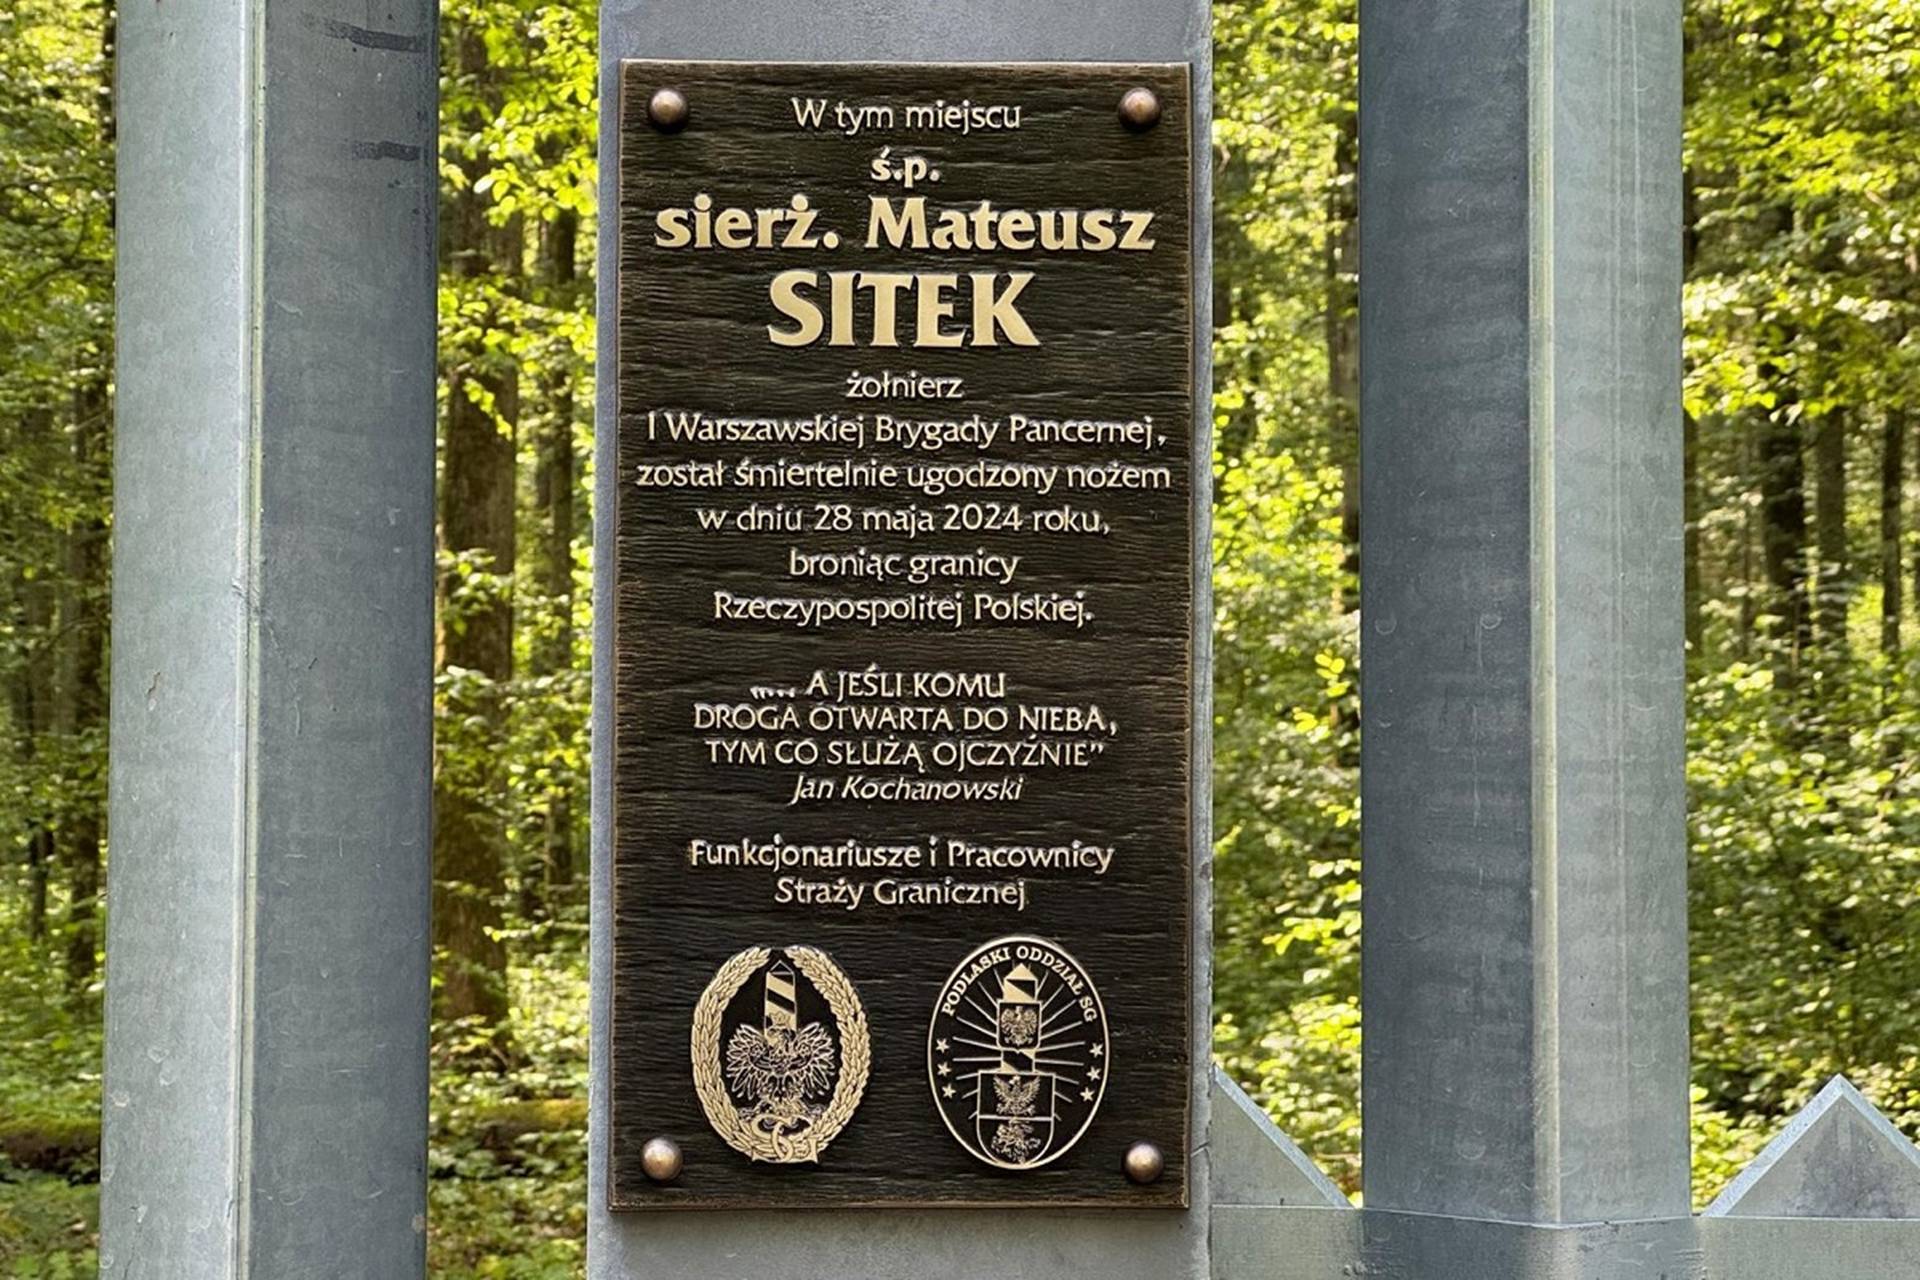 W tym miejscu
ś.p.
sierż. Mateusz
SITEK
żołnierz
I Warszawskiej Brygady Pancernej,
został śmiertelnie ugodzony nożem
w dniu 28 maja 2024 roku,
broniąc granicy
Rzeczypospolitej Polskiej.
„... A JEŚLI KOMU
DROGA OTWARTA DO NIEBA,
TYM CO SŁUŻĄ OJCZYŹNIE”
Jan Kochanowski
Funkcjonariusze i Pracownicy
Straży Granicznej
PODLASKI ODDZIAŁ SG